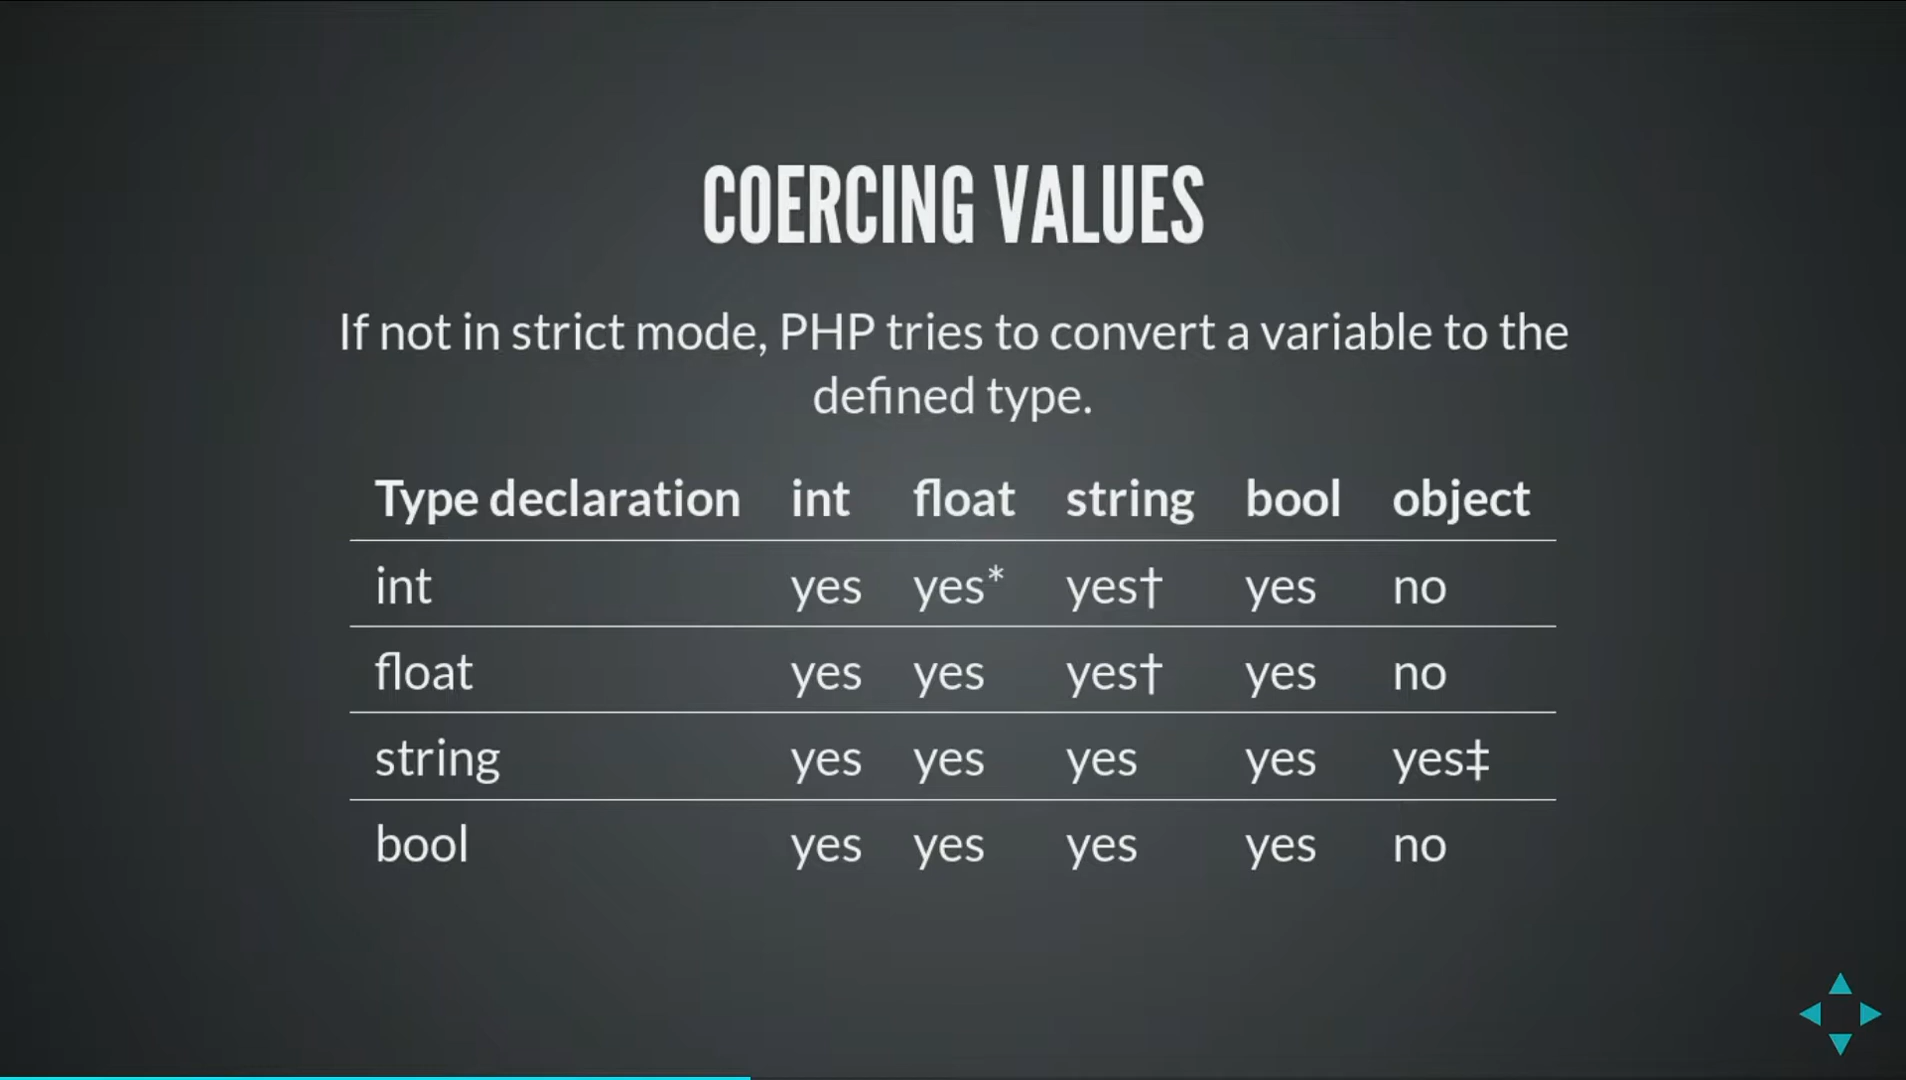 COERCING VALUES
If not in strict mode, PHP tries to convert a variable to the
defined type.
Type declaration int float string bool object
int yes yes* yes† yes no
float yes yes yes† yes no
string yes yes yes yes yes‡
bool yes yes yes yes no